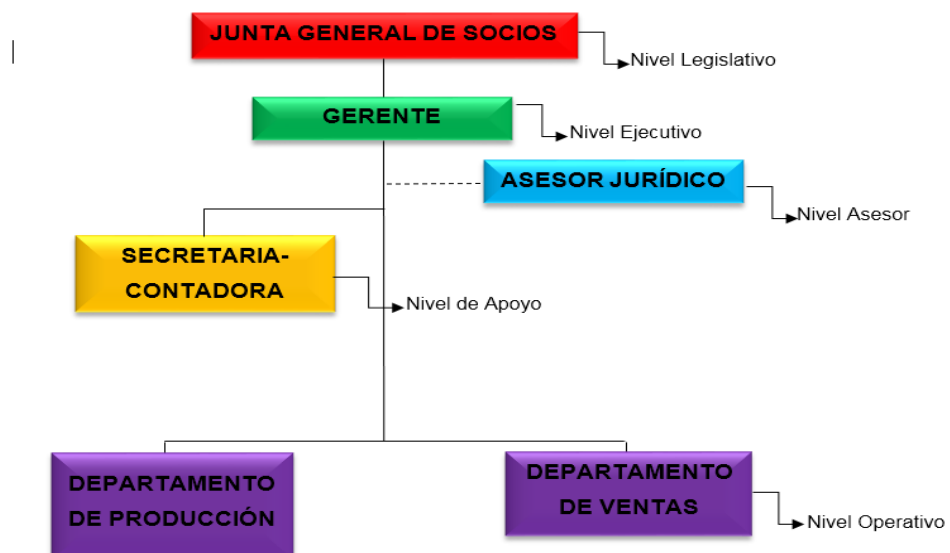 JUNTA GENERAL DE SOCIOS
Nivel Legislativo
GERENTE
Nivel Ejecutivo
ASESOR JURÍDICO
Nivel Asesor
SECRETARIA-
CONTADORA
Nivel de Apoyo
DEPARTAMENTO
DE PRODUCCIÓN
DEPARTAMENTO
DE VENTAS
Nivel Operativo